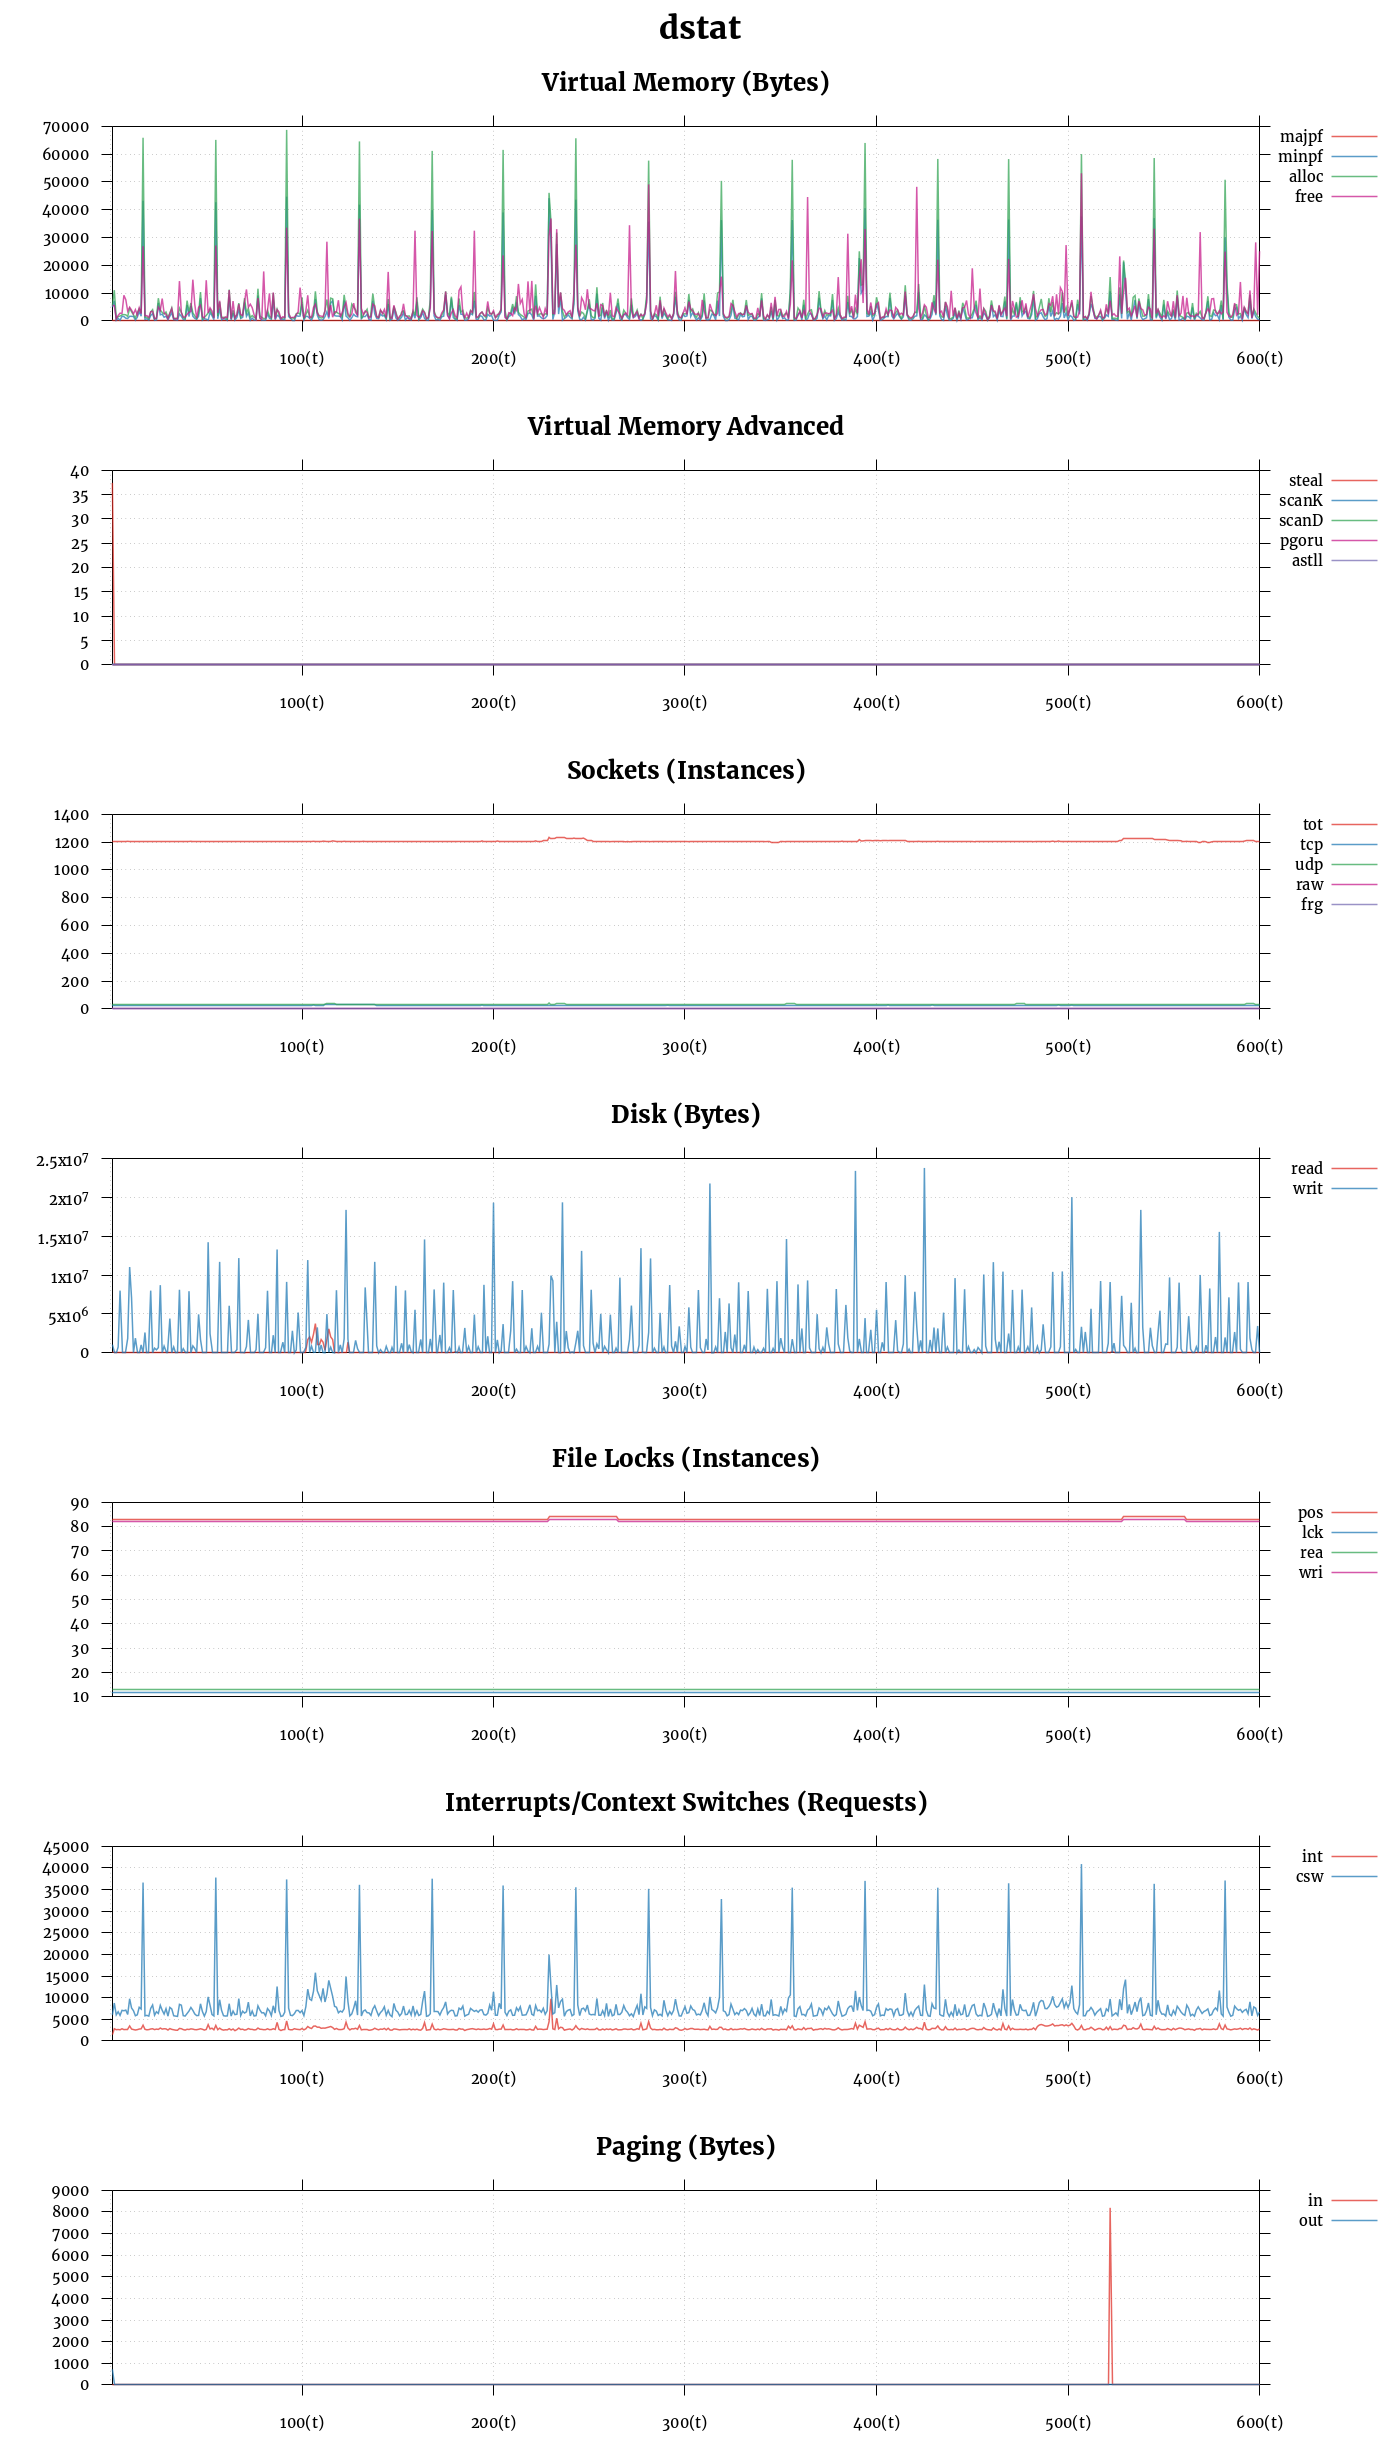 dstat
Virtual Memory (Bytes)
70000
60000
50000
40000
30000
20000
10000
0
100(t) 200(t) 300(t) 400(t) 500(t) 600(t)
majpf
minpf
alloc
free
Virtual Memory Advanced
40
35
30
25
20
15
10
5
0
100(t) 200(t) 300(t) 400(t) 500(t) 600(t)
steal
scanK
scanD
pgoru
astll
Sockets (Instances)
1400
1200
1000
800
600
400
200
0
100(t) 200(t) 300(t) 400(t) 500(t) 600(t)
tot
tcp
udp
raw
frg
Disk (Bytes)
2.5x10⁷
2x10⁷
1.5x10⁷
1x10⁷
5x10⁶
0
100(t) 200(t) 300(t) 400(t) 500(t) 600(t)
read
writ
File Locks (Instances)
90
80
70
60
50
40
30
20
10
100(t) 200(t) 300(t) 400(t) 500(t) 600(t)
pos
lck
rea
wri
Interrupts/Context Switches (Requests)
45000
40000
35000
30000
25000
20000
15000
10000
5000
0
100(t) 200(t) 300(t) 400(t) 500(t) 600(t)
int
csw
Paging (Bytes)
9000
8000
7000
6000
5000
4000
3000
2000
1000
0
100(t) 200(t) 300(t) 400(t) 500(t) 600(t)
in
out